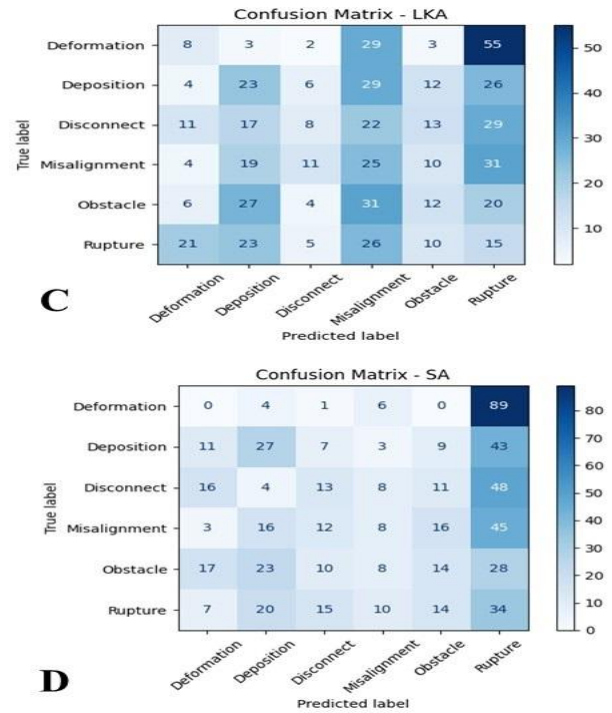 Confusion Matrix - LKA
Deformation 8 3 2 29 3 55
Deposition 4 23 6 29 12 26
Disconnect 11 17 8 22 13 29
Misalignment 4 19 11 25 10 31
Obstacle 6 27 4 31 12 20
Rupture 21 23 5 26 10 15
True label
50
40
30
20
10
Deformation Deposition Disconnect Misalignment Obstacle Rupture
Predicted label
C
Confusion Matrix - SA
Deformation 0 4 1 6 0 89
Deposition 11 27 7 3 9 43
Disconnect 16 4 13 8 11 48
Misalignment 3 16 12 8 16 45
Obstacle 17 23 10 8 14 28
Rupture 7 20 15 10 14 34
True label
80
70
60
50
40
30
20
10
0
Deformation Deposition Disconnect Misalignment Obstacle Rupture
Predicted label
D